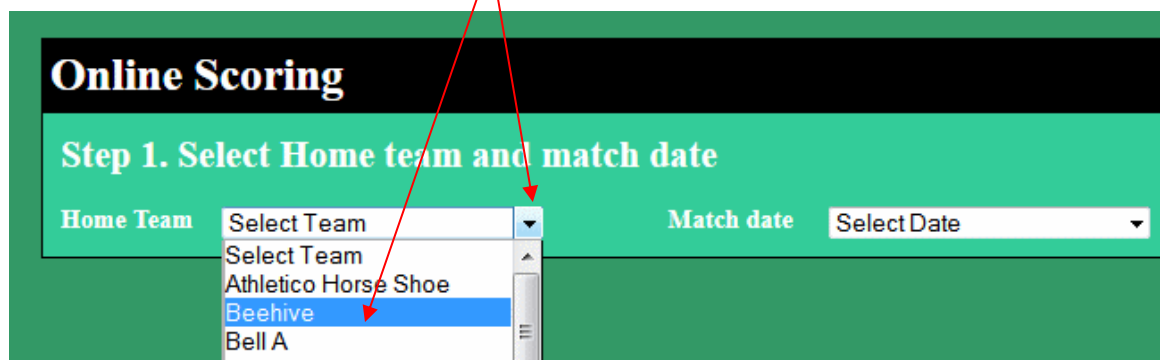 Online Scoring
Step 1. Select Home team and match date
Home Team Select Team Match date Select Date
Select Team
Athletico Horse Shoe
Beehive
Bell A